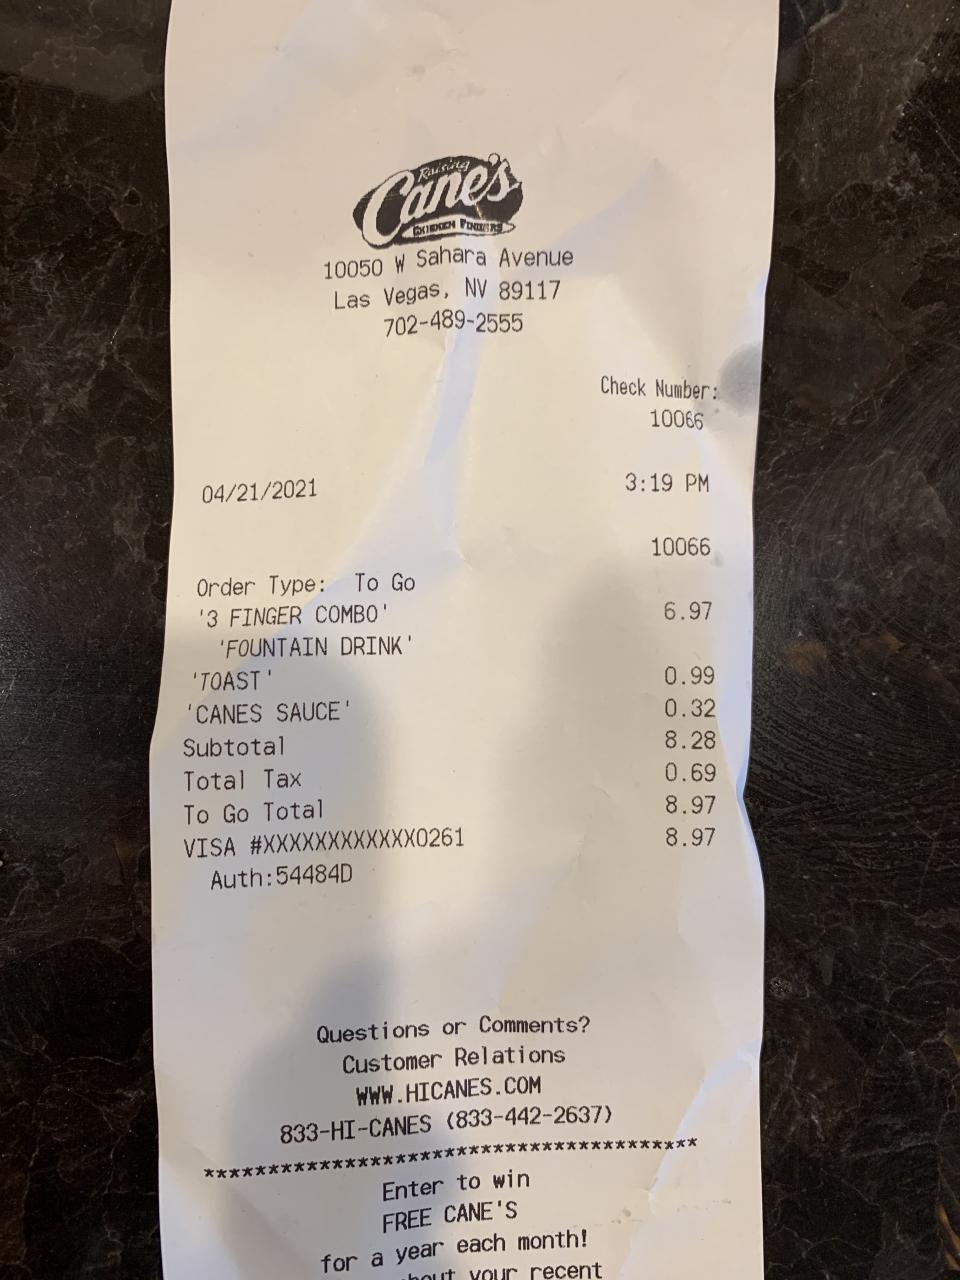 Raising
Cane's
CHICKEN FINGERS
10050 W Sahara Avenue
Las Vegas, NV 89117
702-489-2555
Check Number:
10066
04/21/2021 3:19 PM
10066
Order Type: To Go
'3 FINGER COMBO' 6.97
'FOUNTAIN DRINK'
'TOAST' 0.99
'CANES SAUCE' 0.32
Subtotal 8.28
Total Tax 0.69
To Go Total 8.97
VISA #XXXXXXXXXXXX0261 8.97
Auth:54484D
Questions or Comments?
Customer Relations
WWW.HICANES.COM
833-HI-CANES (833-442-2637)
***************************************
Enter to win
FREE CANE'S
for a year each month!
your recent